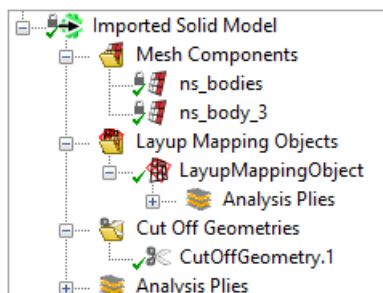 Imported Solid Model
Mesh Components
ns_bodies
ns_body_3
Layup Mapping Objects
LayupMappingObject
Analysis Plies
Cut Off Geometries
CutOffGeometry.1
Analysis Plies